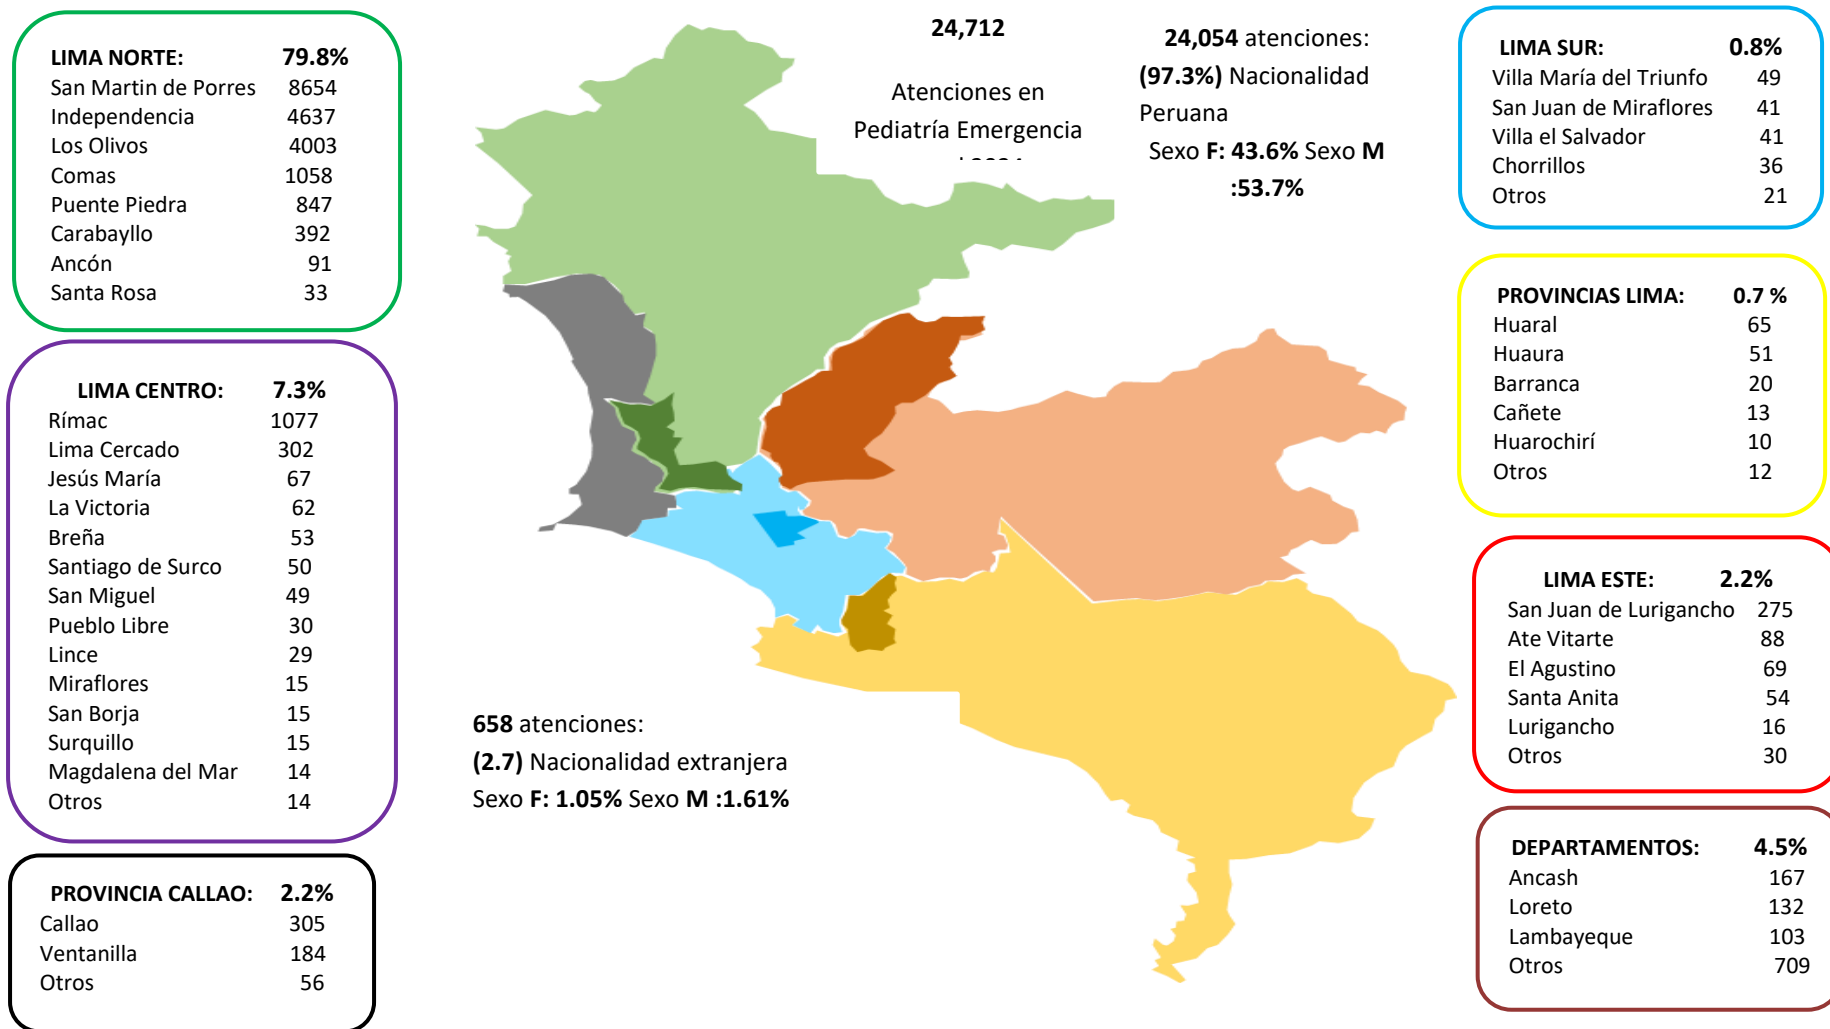 LIMA NORTE: 79.8%
San Martin de Porres 8654
Independencia 4637
Los Olivos 4003
Comas 1058
Puente Piedra 847
Carabayllo 392
Ancón 91
Santa Rosa 33
LIMA CENTRO: 7.3%
Rímac 1077
Lima Cercado 302
Jesús María 67
La Victoria 62
Breña 53
Santiago de Surco 50
San Miguel 49
Pueblo Libre 30
Lince 29
Miraflores 15
San Borja 15
Surquillo 15
Magdalena del Mar 14
Otros 14
PROVINCIA CALLAO: 2.2%
Callao 305
Ventanilla 184
Otros 56
24,712
Atenciones en
Pediatría Emergencia
24,054 atenciones:
(97.3%) Nacionalidad
Peruana
Sexo F: 43.6% Sexo M
:53.7%
658 atenciones:
(2.7) Nacionalidad extranjera
Sexo F: 1.05% Sexo M :1.61%
LIMA SUR: 0.8%
Villa María del Triunfo 49
San Juan de Miraflores 41
Villa el Salvador 41
Chorrillos 36
Otros 21
PROVINCIAS LIMA: 0.7 %
Huaral 65
Huaura 51
Barranca 20
Cañete 13
Huarochirí 10
Otros 12
LIMA ESTE: 2.2%
San Juan de Lurigancho 275
Ate Vitarte 88
El Agustino 69
Santa Anita 54
Lurigancho 16
Otros 30
DEPARTAMENTOS: 4.5%
Ancash 167
Loreto 132
Lambayeque 103
Otros 709